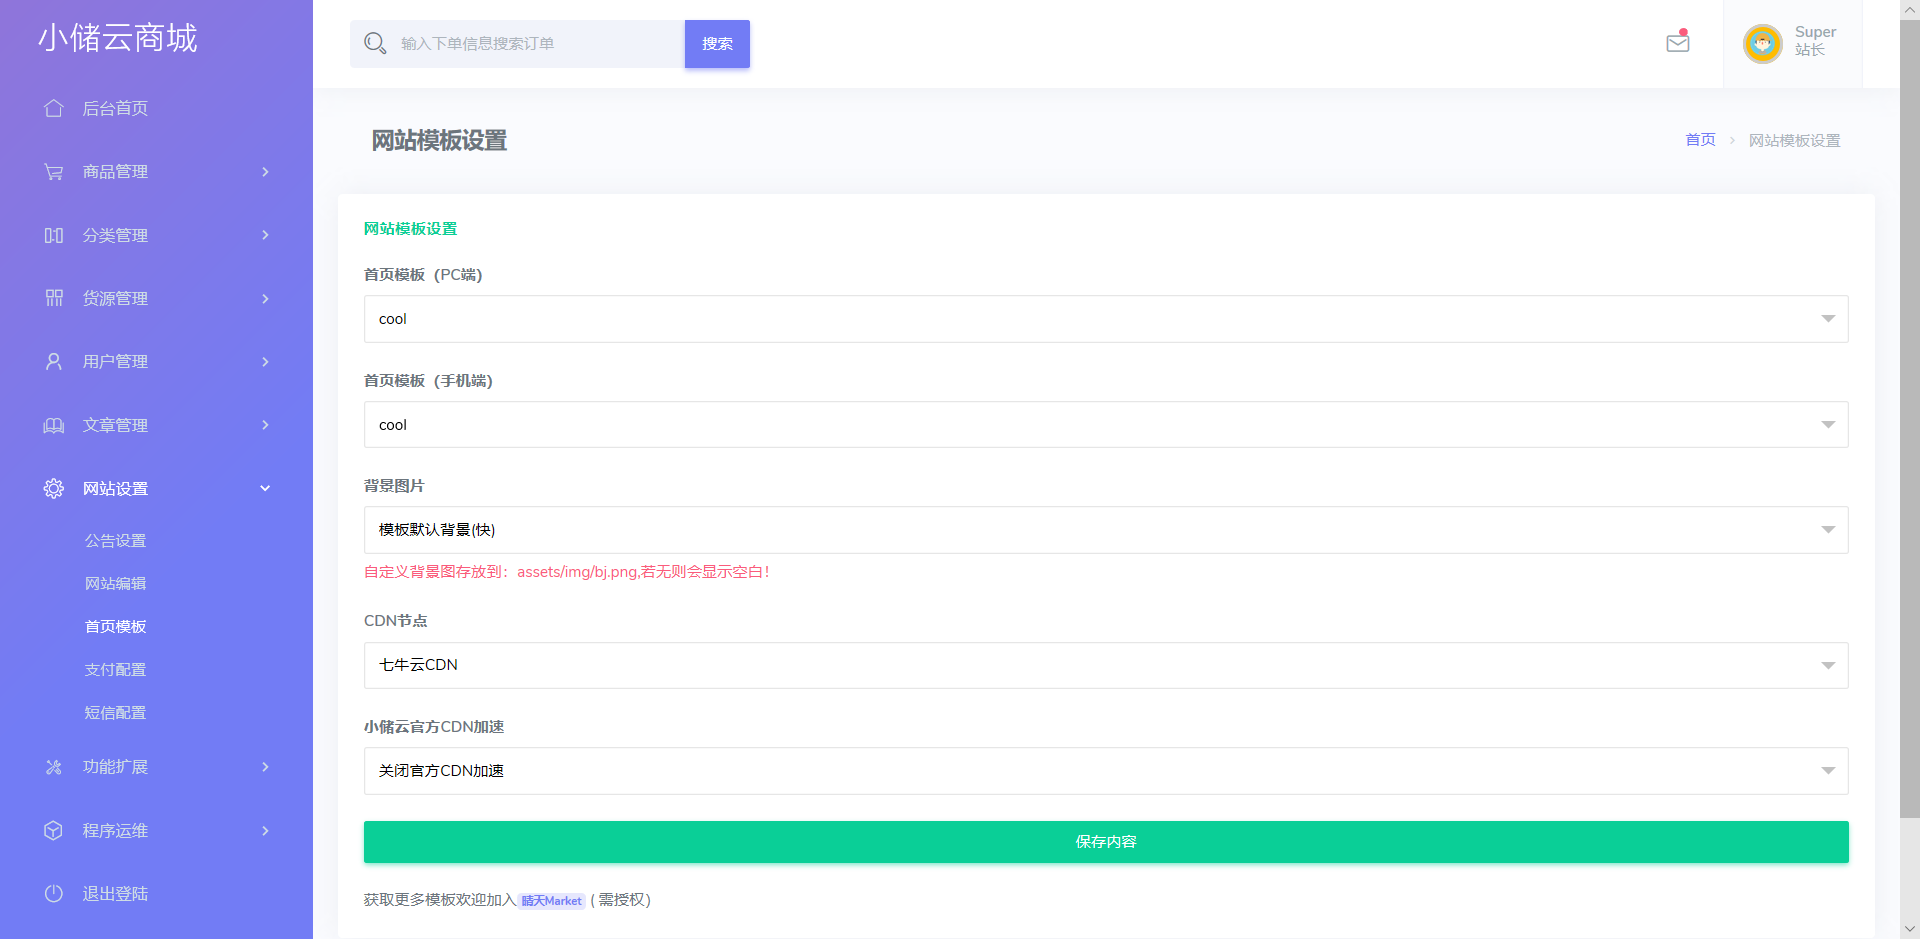 小储云商城
后台首页
商品管理
分类管理
货源管理
用户管理
文章管理
网站设置
公告设置
网站编辑
首页模板
支付配置
短信配置
功能扩展
程序运维
退出登陆
输入下单信息搜索订单
搜索
Super
站长
网站模板设置
首页
网站模板设置
网站模板设置
首页模板（PC端）
cool
首页模板（手机端）
cool
背景图片
模板默认背景(快)
自定义背景图存放到：assets/img/bj.png,若无则会显示空白！
CDN节点
七牛云CDN
小储云官方CDN加速
关闭官方CDN加速
保存内容
获取更多模板欢迎加入 晴天Market ( 需授权)